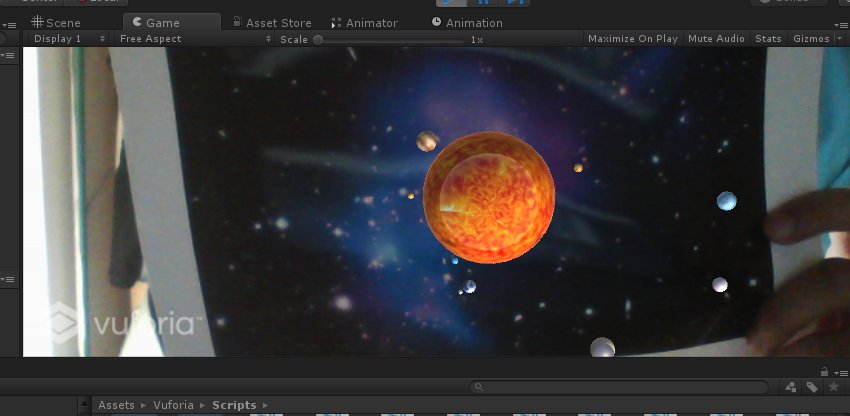 Scene Game Asset Store Animator Animation
Display 1 Free Aspect Scale 1x Maximize On Play Mute Audio Stats Gizmos
vuforia™
Assets Vuforia Scripts